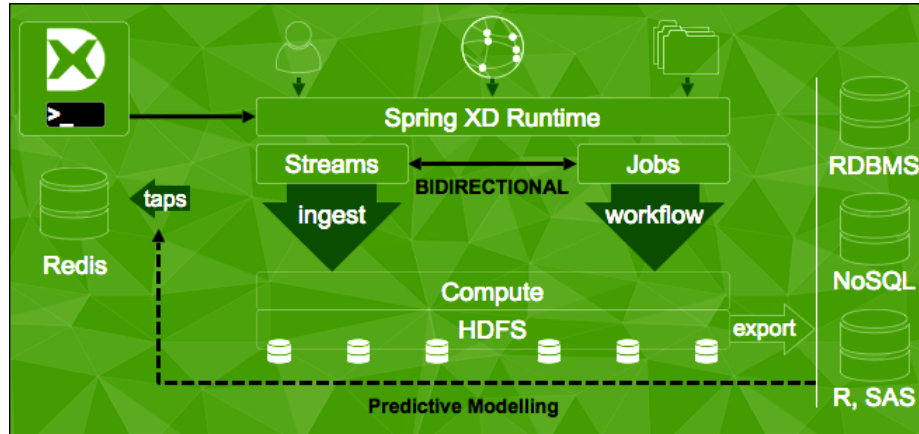 >_
Spring XD Runtime
Streams
BIDIRECTIONAL
Jobs
RDBMS
taps
ingest
workflow
Redis
Compute
NoSQL
HDFS
export
Predictive Modelling
R, SAS